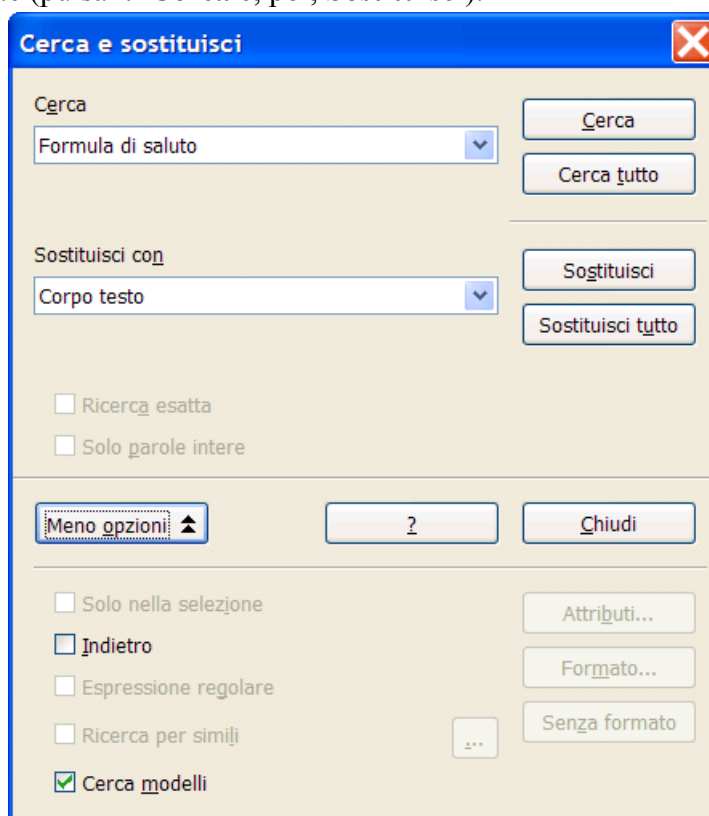 Cerca e sostituisci
Cerca
Formula di saluto
Cerca
Cerca tutto
Sostituisci con
Corpo testo
Sostituisci
Sostituisci tutto
Ricerca esatta
Solo parole intere
Meno opzioni
?
Chiudi
Solo nella selezione
Attributi...
Indietro
Formato...
Espressione regolare
Senza formato
Ricerca per simili
...
Cerca modelli